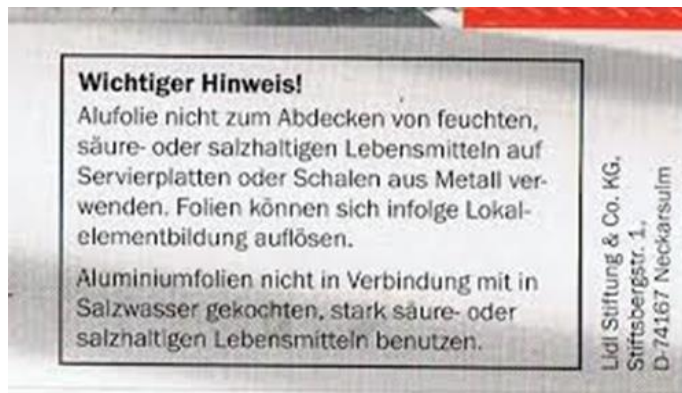 Wichtiger Hinweis!
Alufolie nicht zum Abdecken von feuchten,
säure- oder salzhaltigen Lebensmitteln auf
Servierplatten oder Schalen aus Metall ver-
wenden. Folien können sich infolge Lokal-
elementbildung auflösen.
Aluminiumfolien nicht in Verbindung mit in
Salzwasser gekochten, stark säure- oder
salzhaltigen Lebensmitteln benutzen.
Lidl Stiftung & Co. KG,
Stiftsbergstr. 1,
D-74167 Neckarsulm